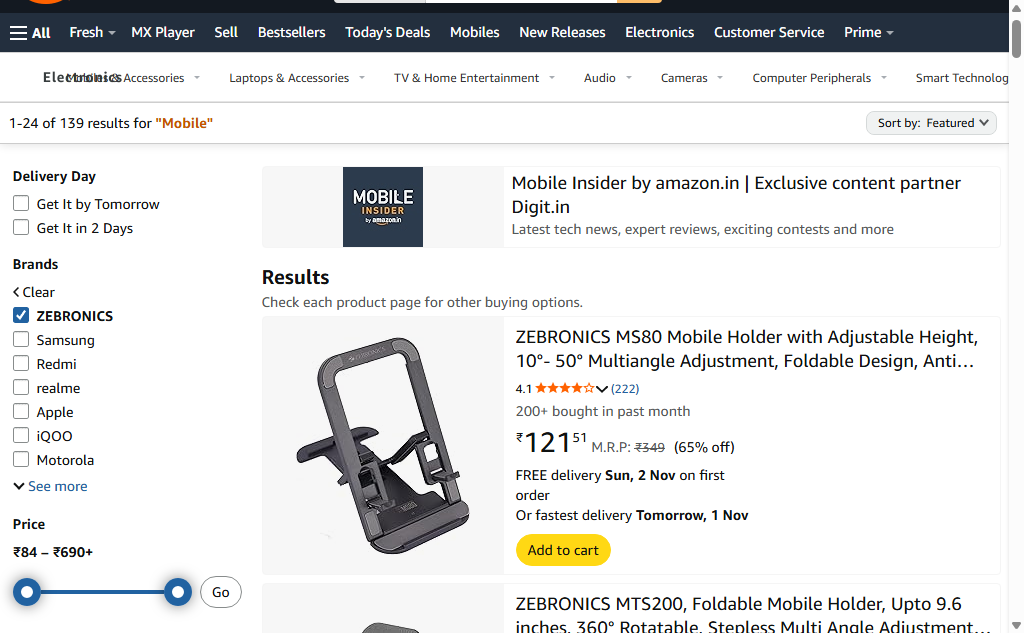 All
Fresh
MX Player
Sell
Bestsellers
Today's Deals
Mobiles
New Releases
Electronics
Customer Service
Prime
Electronics
Mobiles & Accessories
Laptops & Accessories
TV & Home Entertainment
Audio
Cameras
Computer Peripherals
Smart Technolog
1-24 of 139 results for "Mobile"
Sort by: Featured
Delivery Day
Get It by Tomorrow
Get It in 2 Days
Brands
Clear
ZEBRONICS
Samsung
Redmi
realme
Apple
iQOO
Motorola
See more
Price
₹84 – ₹690+
Go
MOBILE
INSIDER
by amazon.in
Mobile Insider by amazon.in | Exclusive content partner
Digit.in
Latest tech news, expert reviews, exciting contests and more
Results
Check each product page for other buying options.
ZEBRONICS
ZEBRONICS MS80 Mobile Holder with Adjustable Height,
10°- 50° Multiangle Adjustment, Foldable Design, Anti…
4.1 (222)
200+ bought in past month
₹121 51 M.R.P: ₹349 (65% off)
FREE delivery Sun, 2 Nov on first
order
Or fastest delivery Tomorrow, 1 Nov
Add to cart
ZEBRONICS MTS200, Foldable Mobile Holder, Upto 9.6
inches, 360° Rotatable, Stepless Multi Angle Adjustment…